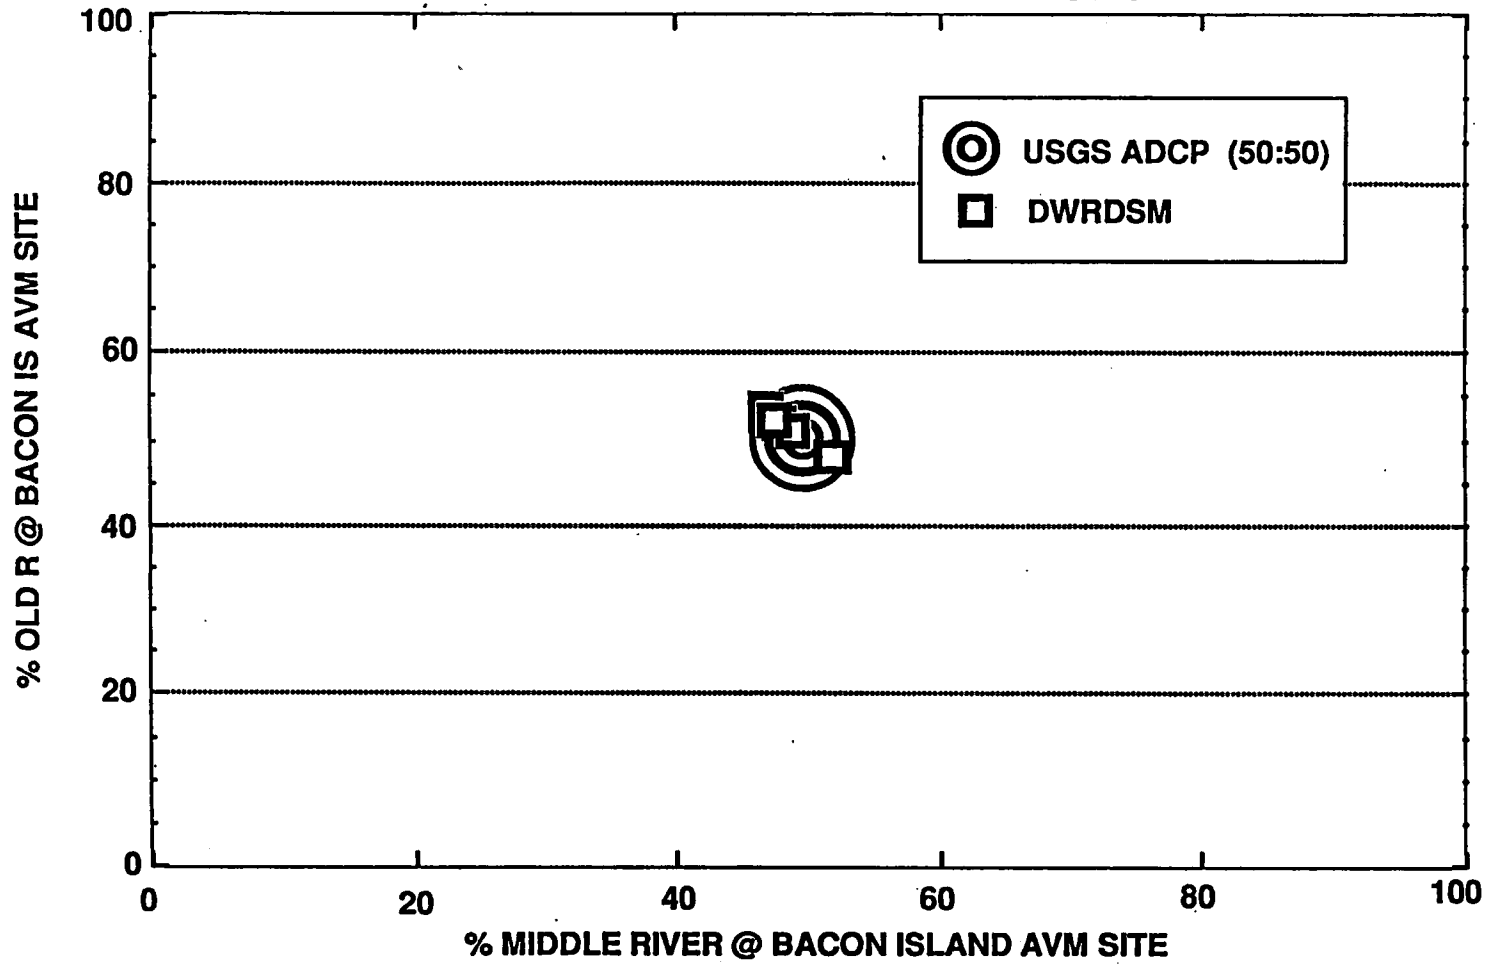 100
80
60
40
20
0
% OLD R @ BACON IS AVM SITE
USGS ADCP (50:50)
DWRDSM
0 20 40 60 80 100
% MIDDLE RIVER @ BACON ISLAND AVM SITE